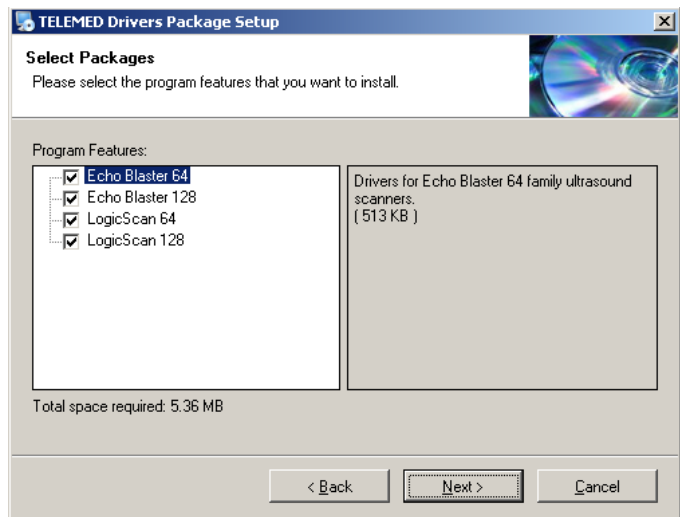 TELEMED Drivers Package Setup
Select Packages
Please select the program features that you want to install.
Program Features:
Echo Blaster 64
Echo Blaster 128
LogicScan 64
LogicScan 128
Drivers for Echo Blaster 64 family ultrasound
scanners.
( 513 KB )
Total space required: 5.36 MB
< Back
Next >
Cancel